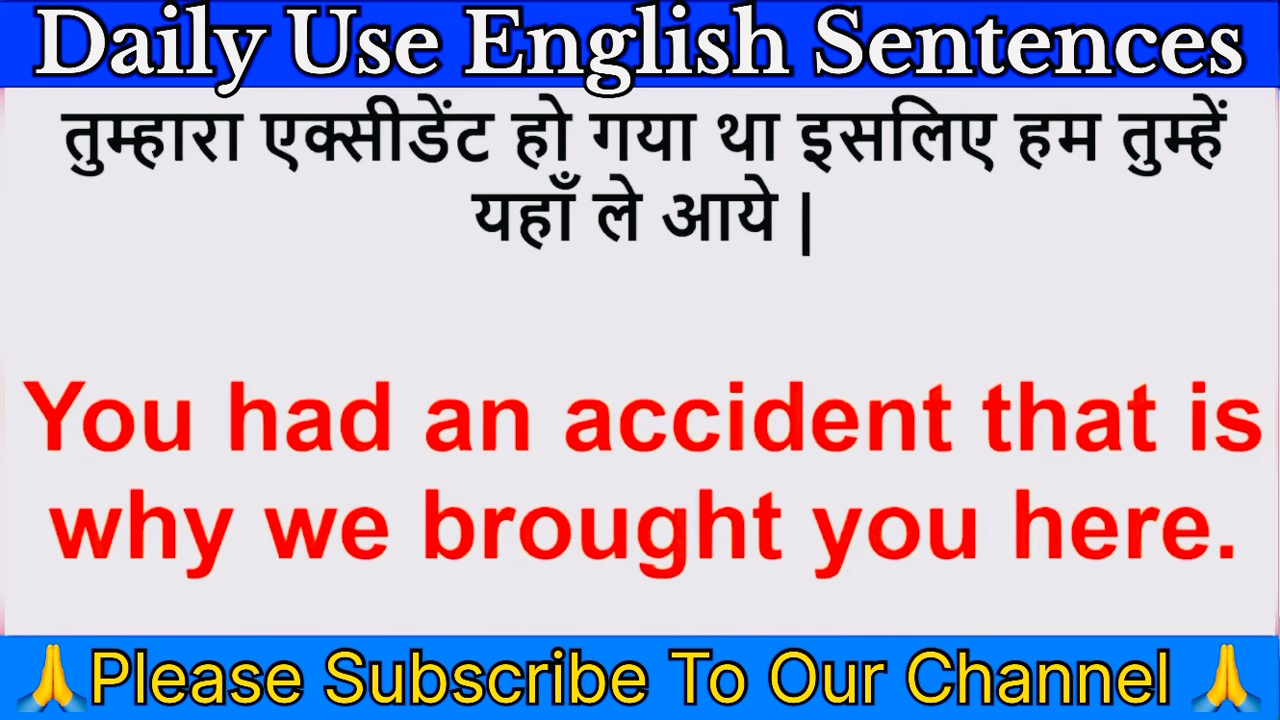 Daily Use English Sentences
तुम्हारा एक्सीडेंट हो गया था इसलिए हम तुम्हें
यहाँ ले आये |
You had an accident that is
why we brought you here.
🙏Please Subscribe To Our Channel 🙏